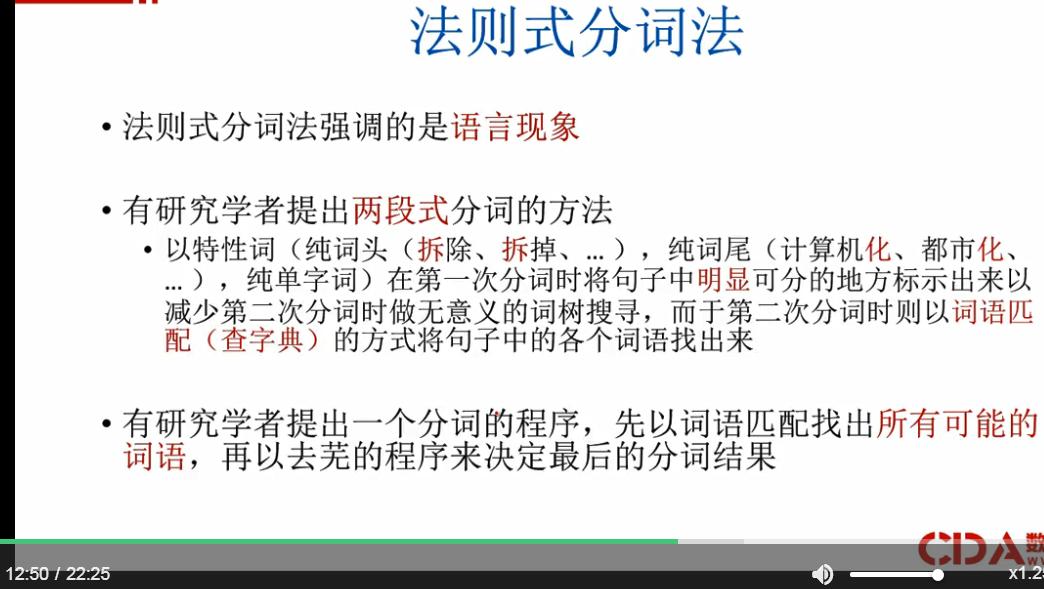 法则式分词法
• 法则式分词法强调的是语言现象
• 有研究学者提出两段式分词的方法
• 以特性词（纯词头（拆除、拆掉、... ），纯词尾（计算机化、都市化、
... ），纯单字词）在第一次分词时将句子中明显可分的地方标示出来以
减少第二次分词时做无意义的词树搜寻，而于第二次分词时则以词语匹
配（查字典）的方式将句子中的各个词语找出来
• 有研究学者提出一个分词的程序，先以词语匹配找出所有可能的
词语，再以去芜的程序来决定最后的分词结果
CDA数
12:50 / 22:25